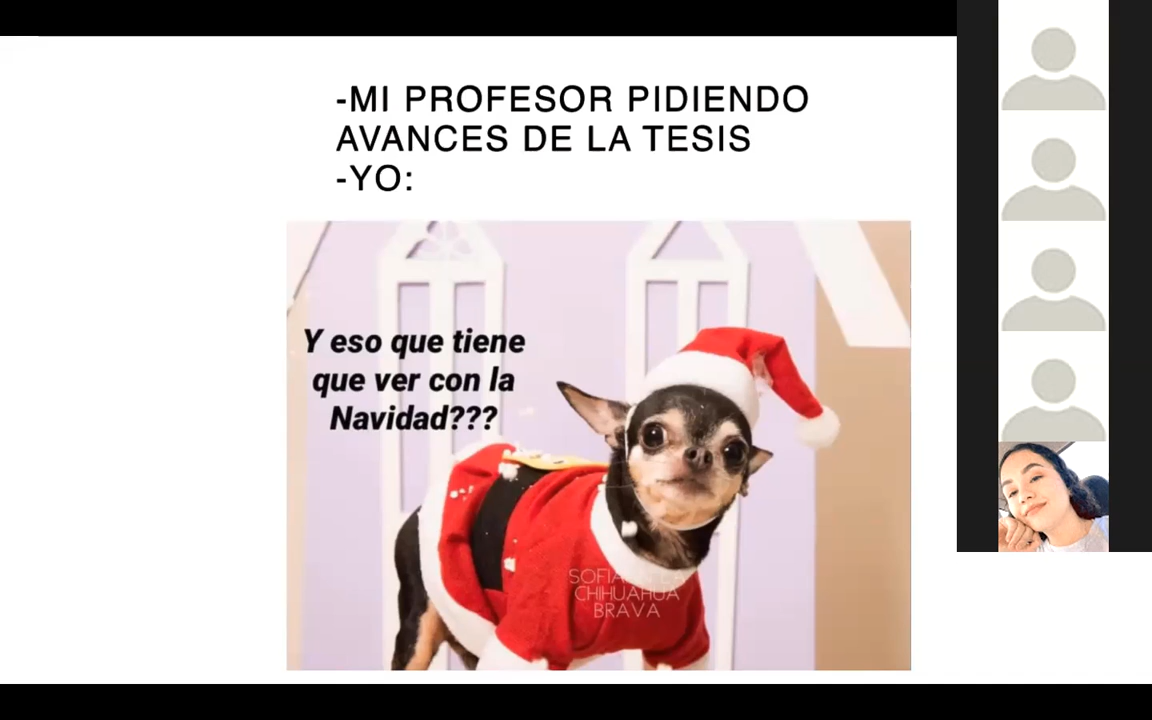 -MI PROFESOR PIDIENDO
AVANCES DE LA TESIS
-YO:
Y eso que tiene
que ver con la
Navidad???
CHIHUAHUA
BRAVA